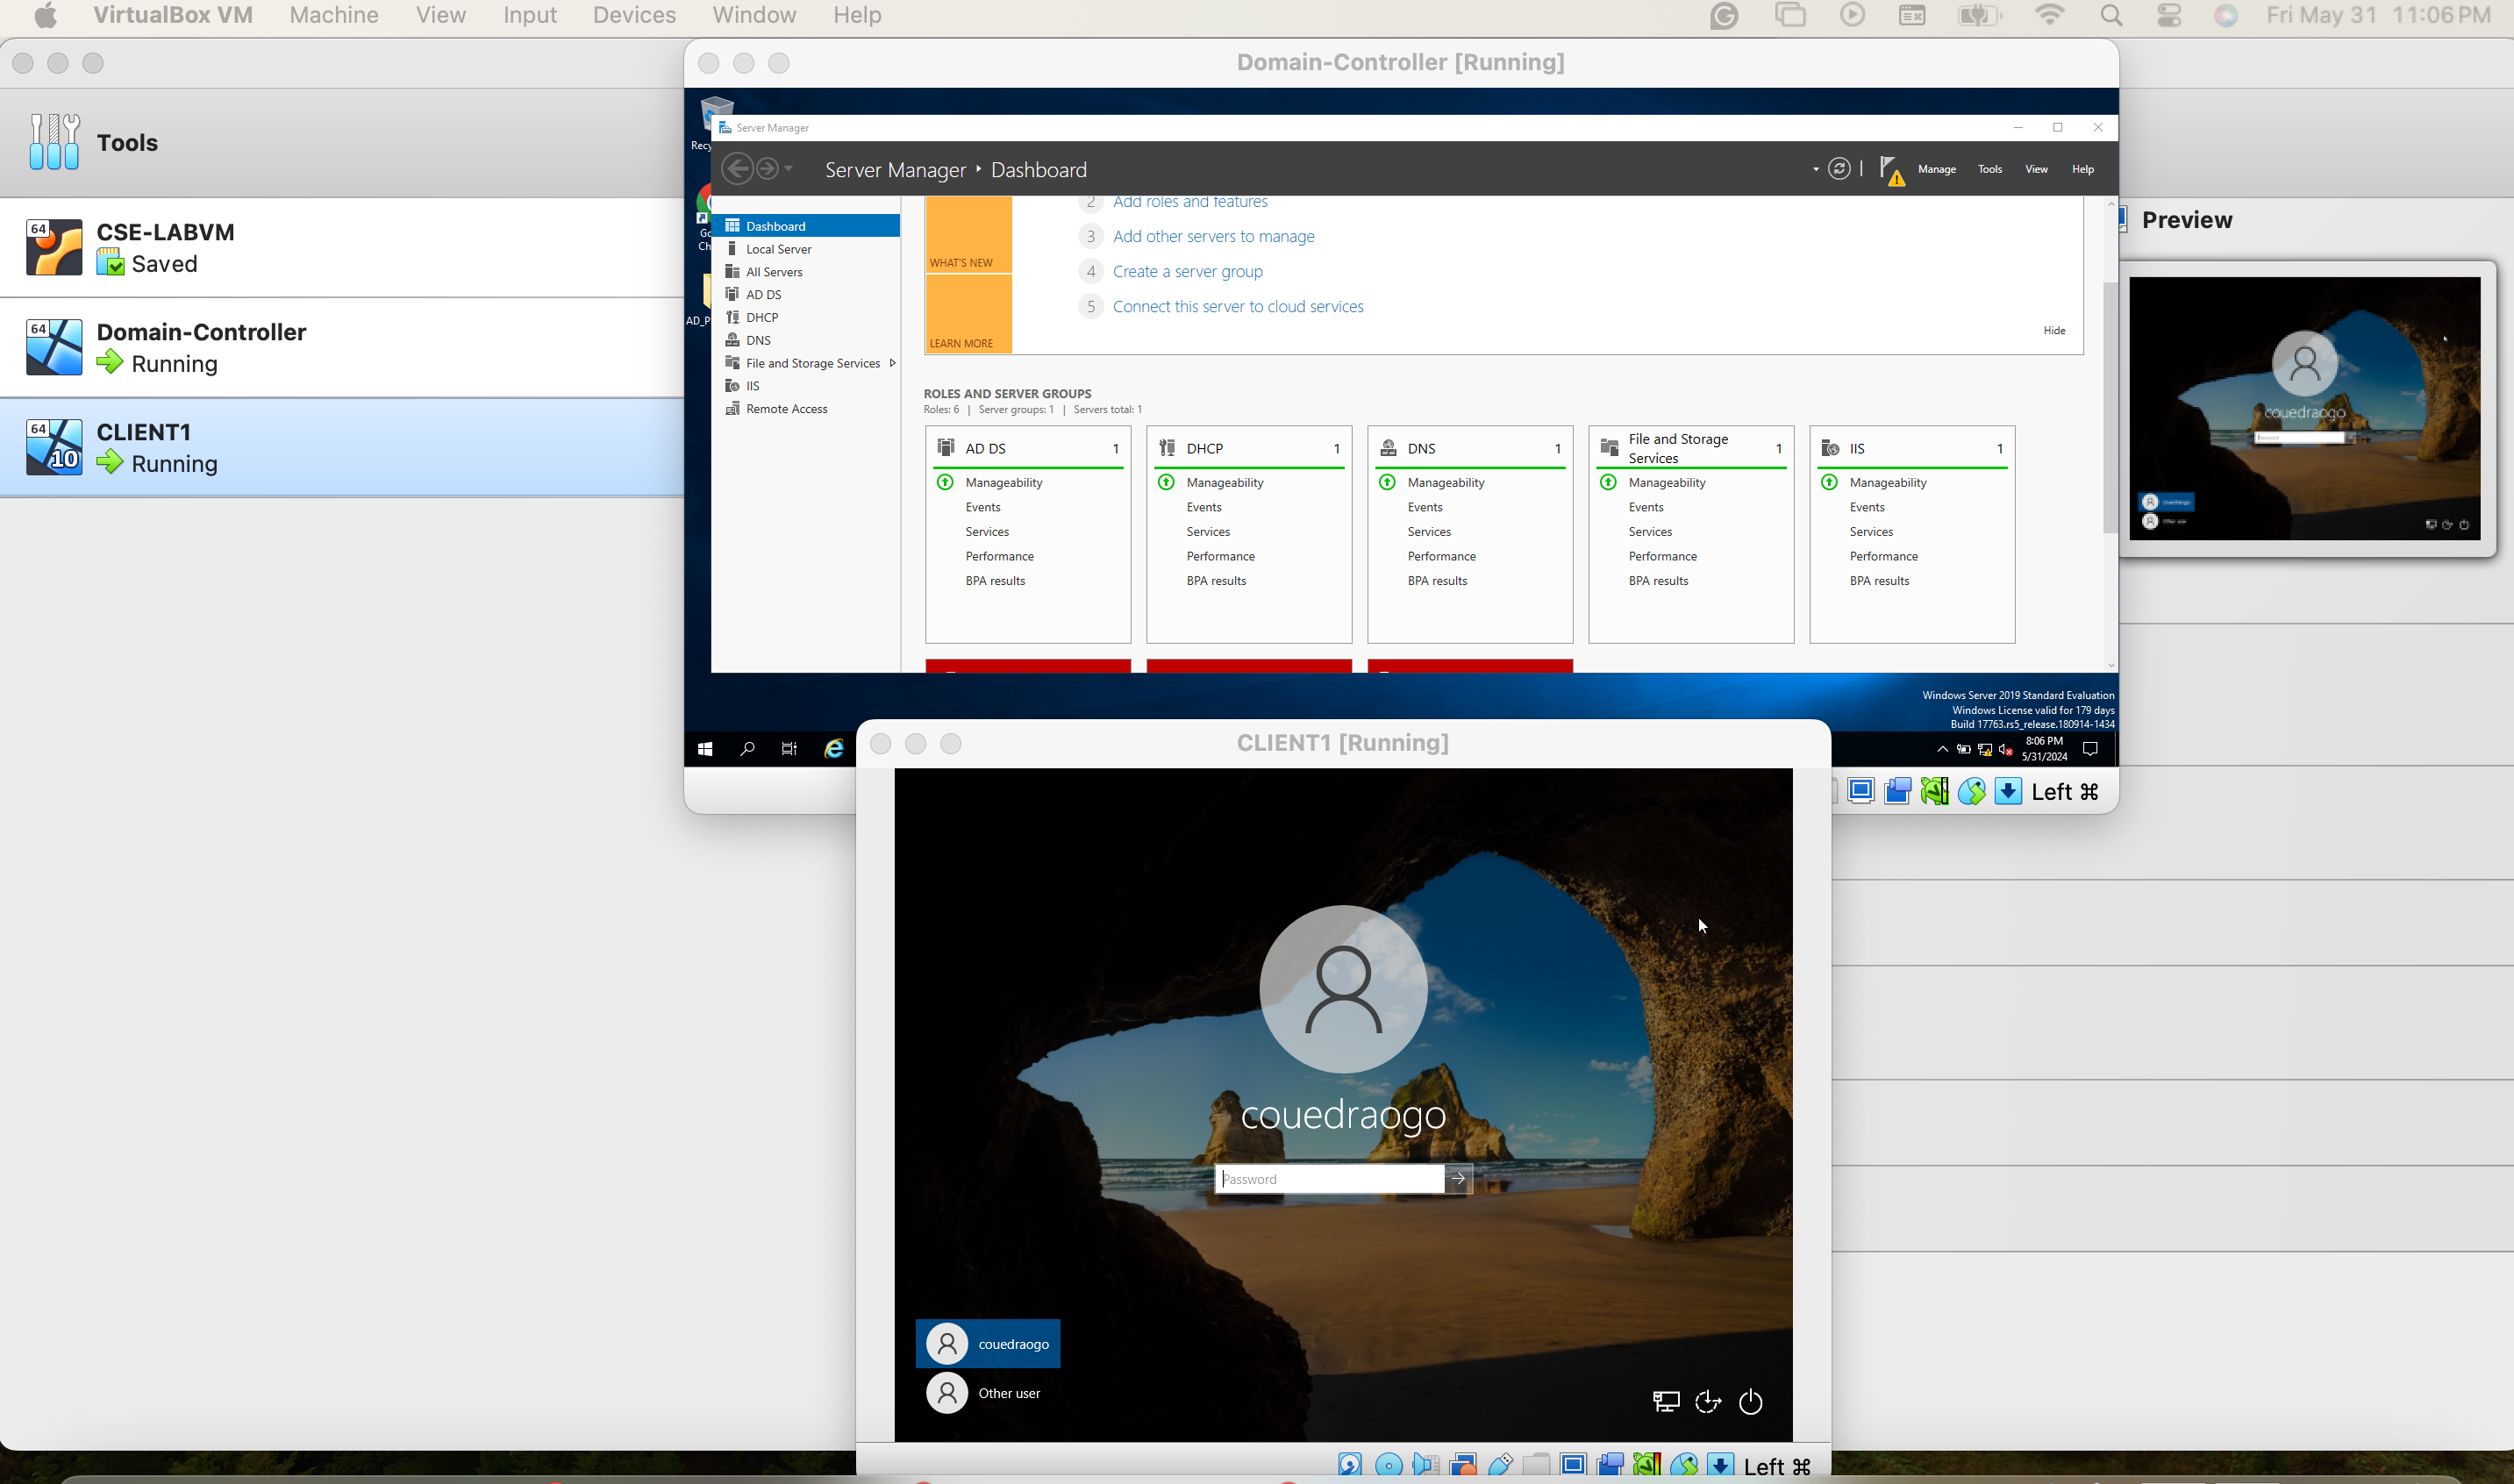 VirtualBox VM Machine View Input Devices Window Help Fri May 31 11:06 PM
Tools
64
CSE-LABVM
Saved
64
Domain-Controller
Running
64
10
CLIENT1
Running
Domain-Controller [Running]
Recy
Go
Ch
AD_P
Server Manager
Server Manager Dashboard
Manage Tools View Help
Dashboard
Local Server
All Servers
AD DS
DHCP
DNS
File and Storage Services
IIS
Remote Access
WHAT'S NEW
LEARN MORE
2 Add roles and features
3 Add other servers to manage
4 Create a server group
5 Connect this server to cloud services
Hide
ROLES AND SERVER GROUPS
Roles: 6 | Server groups: 1 | Servers total: 1
AD DS 1
Manageability
Events
Services
Performance
BPA results
DHCP 1
Manageability
Events
Services
Performance
BPA results
DNS 1
Manageability
Events
Services
Performance
BPA results
File and Storage
Services 1
Manageability
Events
Services
Performance
BPA results
IIS 1
Manageability
Events
Services
Performance
BPA results
Windows Server 2019 Standard Evaluation
Windows License valid for 179 days
Build 17763.rs5_release.180914-1434
8:06 PM
5/31/2024
Left ⌘
Preview
couedraogo
CLIENT1 [Running]
couedraogo
Password
couedraogo
Other user
Left ⌘